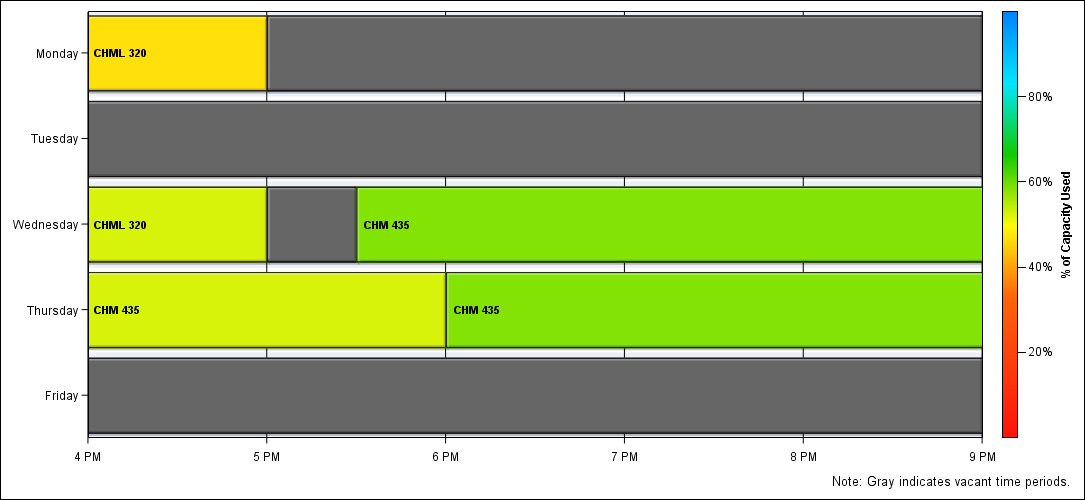 Monday
CHML 320
Tuesday
Wednesday
CHML 320
CHM 435
Thursday
CHM 435
CHM 435
Friday
4 PM
5 PM
6 PM
7 PM
8 PM
9 PM
80%
60%
40%
20%
% of Capacity Used
Note: Gray indicates vacant time periods.